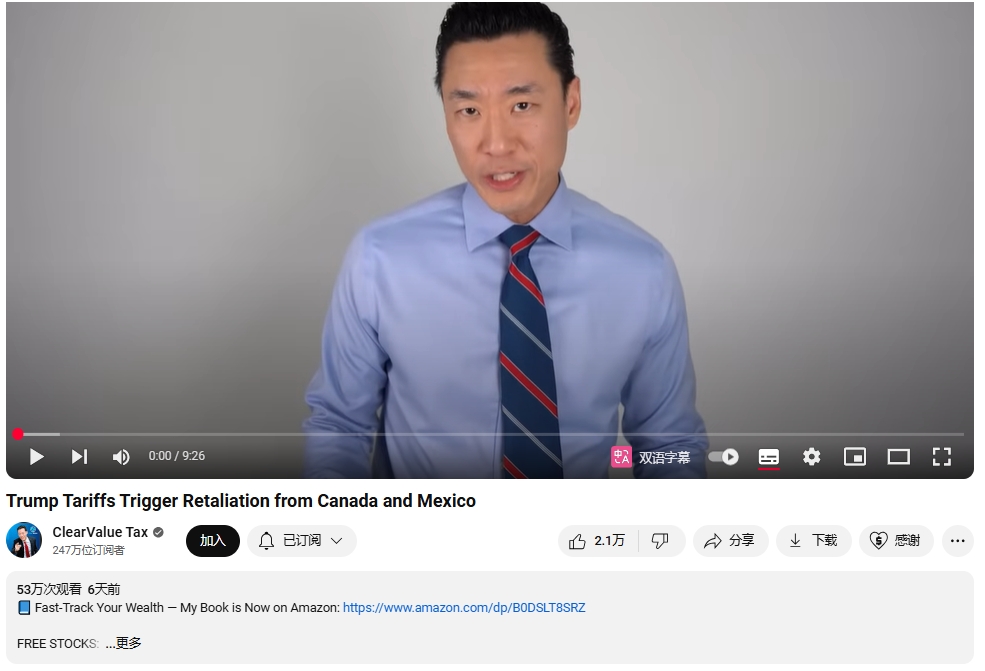 0:00 / 9:26
双语字幕
Trump Tariffs Trigger Retaliation from Canada and Mexico
ClearValue Tax
247万位订阅者
加入
已订阅
2.1万
分享
下载
感谢
53万次观看 6天前
📘 Fast-Track Your Wealth — My Book is Now on Amazon: https://www.amazon.com/dp/B0DSLT8SRZ
FREE STOCKS: ...更多